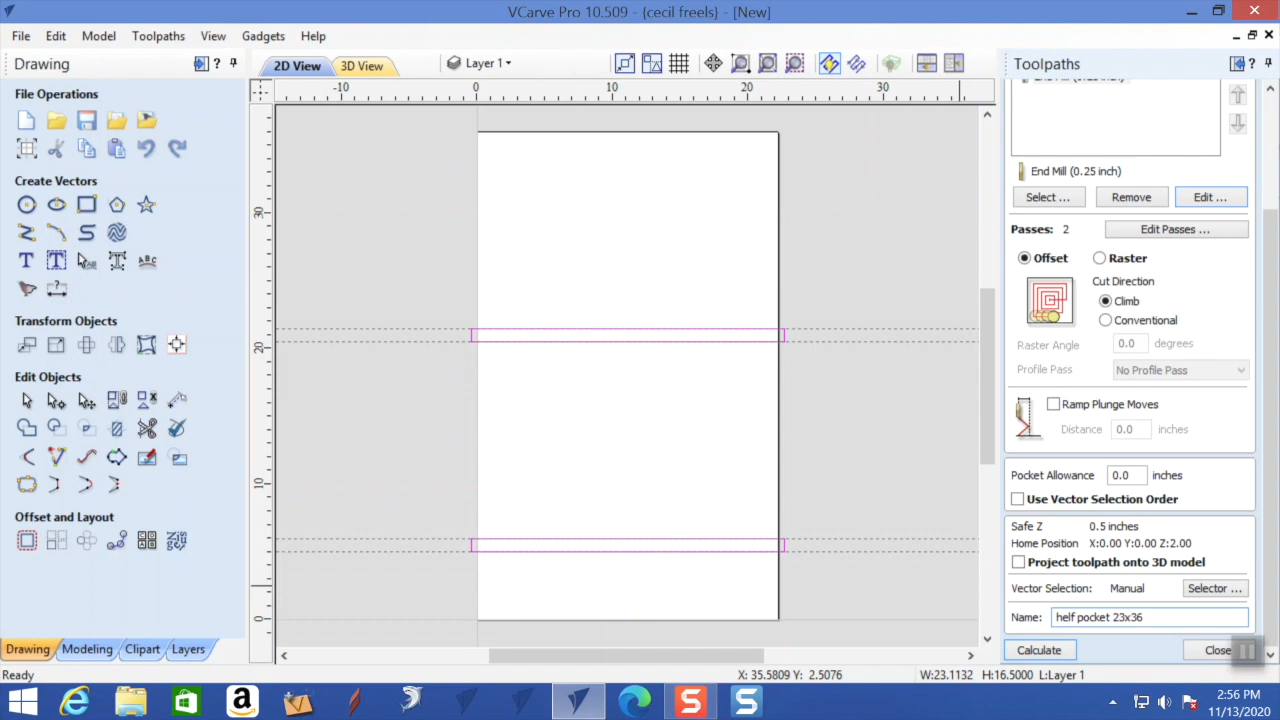 VCarve Pro 10.509 - {cecil freels} - [New]
File Edit Model Toolpaths View Gadgets Help
Drawing
File Operations
Create Vectors
Transform Objects
Edit Objects
Offset and Layout
Drawing Modeling Clipart Layers
2D View 3D View
Layer 1
-10 0 10 20 30
30
20
10
0
Toolpaths
End Mill (0.25 inch)
End Mill (0.25 inch)
Select ... Remove Edit ...
Passes: 2 Edit Passes ...
Offset Raster
Cut Direction
Climb
Conventional
Raster Angle 0.0 degrees
Profile Pass No Profile Pass
Ramp Plunge Moves
Distance 0.0 inches
Pocket Allowance 0.0 inches
Use Vector Selection Order
Safe Z 0.5 inches
Home Position X:0.00 Y:0.00 Z:2.00
Project toolpath onto 3D model
Vector Selection: Manual Selector ...
Name: helf pocket 23x36
Calculate Close
Ready X: 35.5809 Y: 2.5076 W:23.1132 H:16.5000 L:Layer 1
2:56 PM
11/13/2020